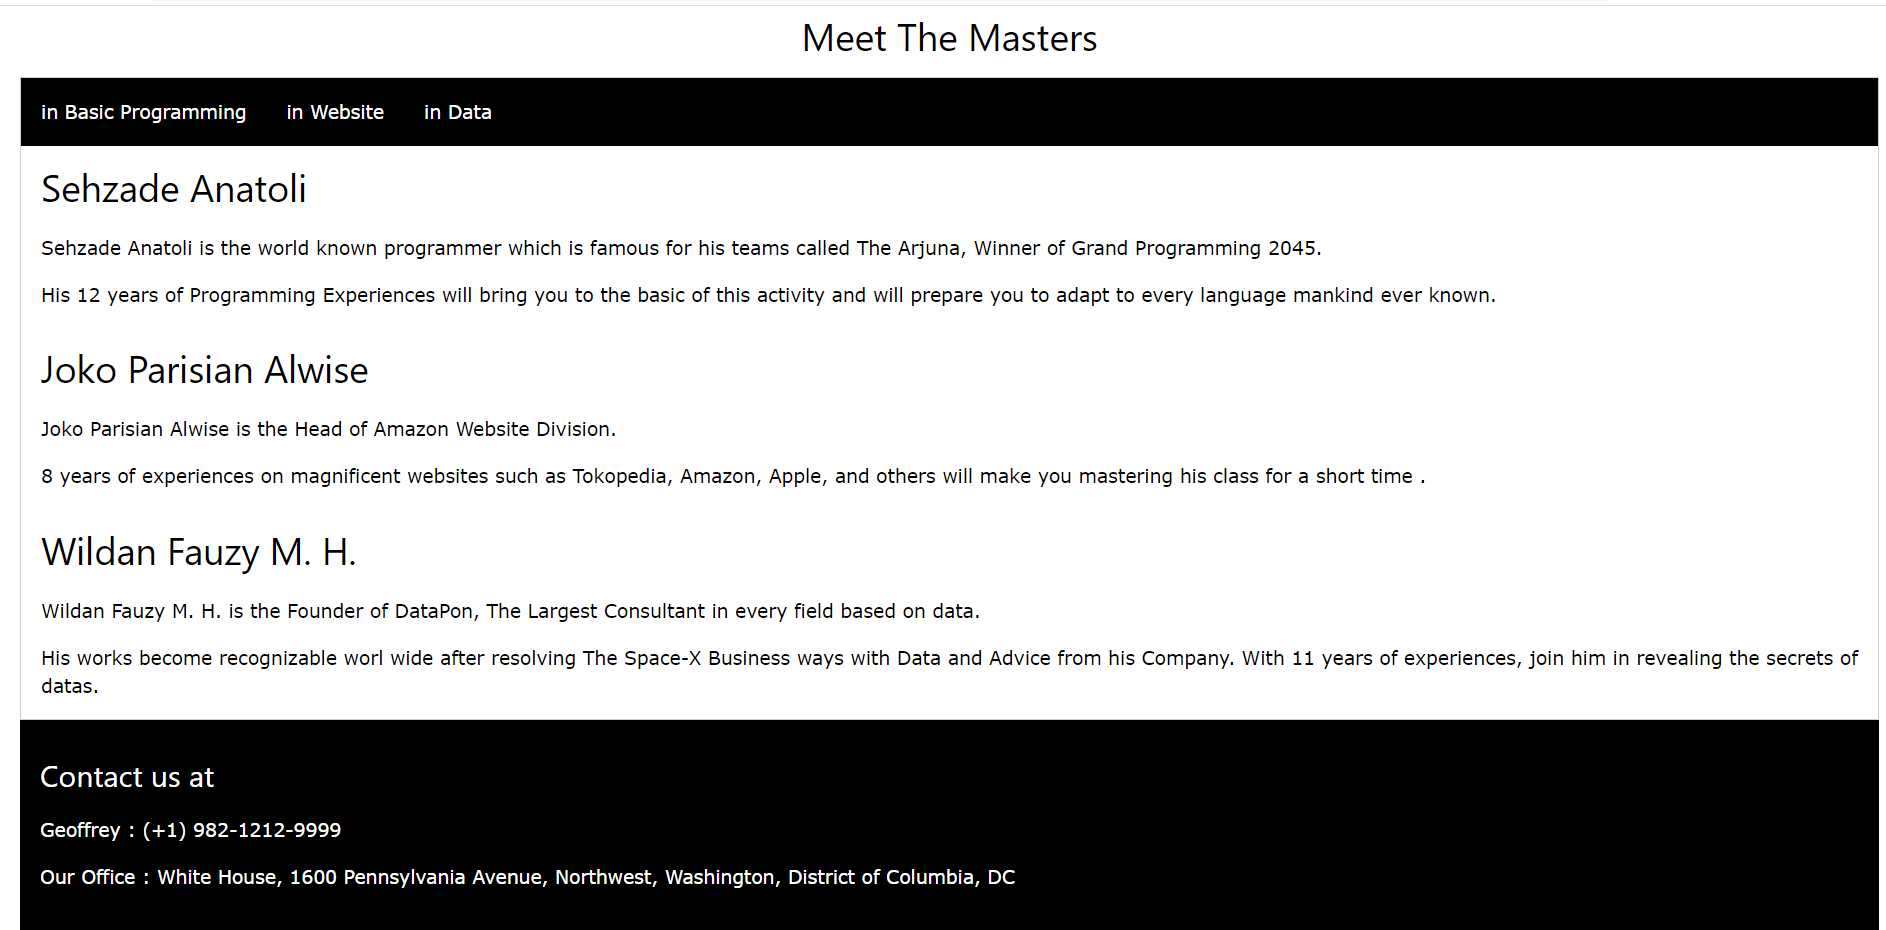 Meet The Masters
in Basic Programming in Website in Data
Sehzade Anatoli
Sehzade Anatoli is the world known programmer which is famous for his teams called The Arjuna, Winner of Grand Programming 2045.
His 12 years of Programming Experiences will bring you to the basic of this activity and will prepare you to adapt to every language mankind ever known.
Joko Parisian Alwise
Joko Parisian Alwise is the Head of Amazon Website Division.
8 years of experiences on magnificent websites such as Tokopedia, Amazon, Apple, and others will make you mastering his class for a short time .
Wildan Fauzy M. H.
Wildan Fauzy M. H. is the Founder of DataPon, The Largest Consultant in every field based on data.
His works become recognizable worl wide after resolving The Space-X Business ways with Data and Advice from his Company. With 11 years of experiences, join him in revealing the secrets of
datas.
Contact us at
Geoffrey : (+1) 982-1212-9999
Our Office : White House, 1600 Pennsylvania Avenue, Northwest, Washington, District of Columbia, DC